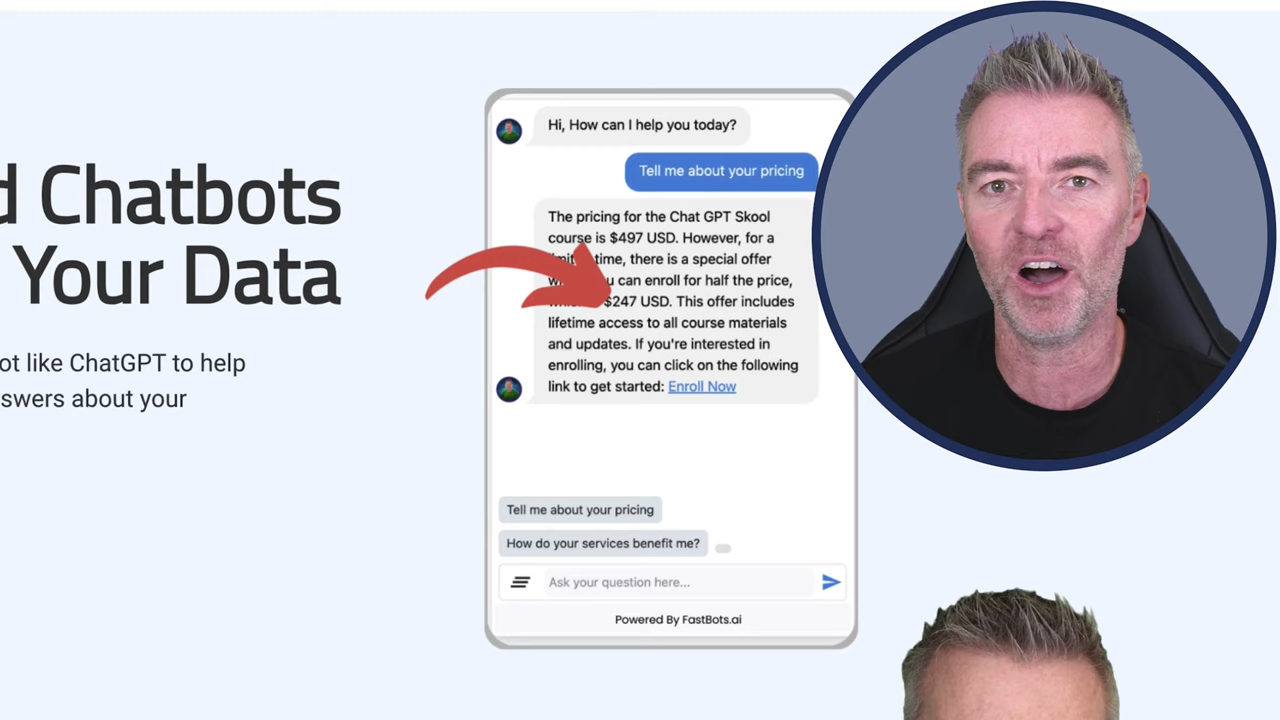 Chatbots
Your Data
like ChatGPT to help
about your
Hi, How can I help you today?
Tell me about your pricing
The pricing for the Chat GPT Skool
course is $497 USD. However, for a
time, there is a special offer
can enroll for half the price,
$247 USD. This offer includes
lifetime access to all course materials
and updates. If you're interested in
enrolling, you can click on the following
link to get started: Enroll Now
Tell me about your pricing
How do your services benefit me?
Ask your question here...
Powered By FastBots.ai